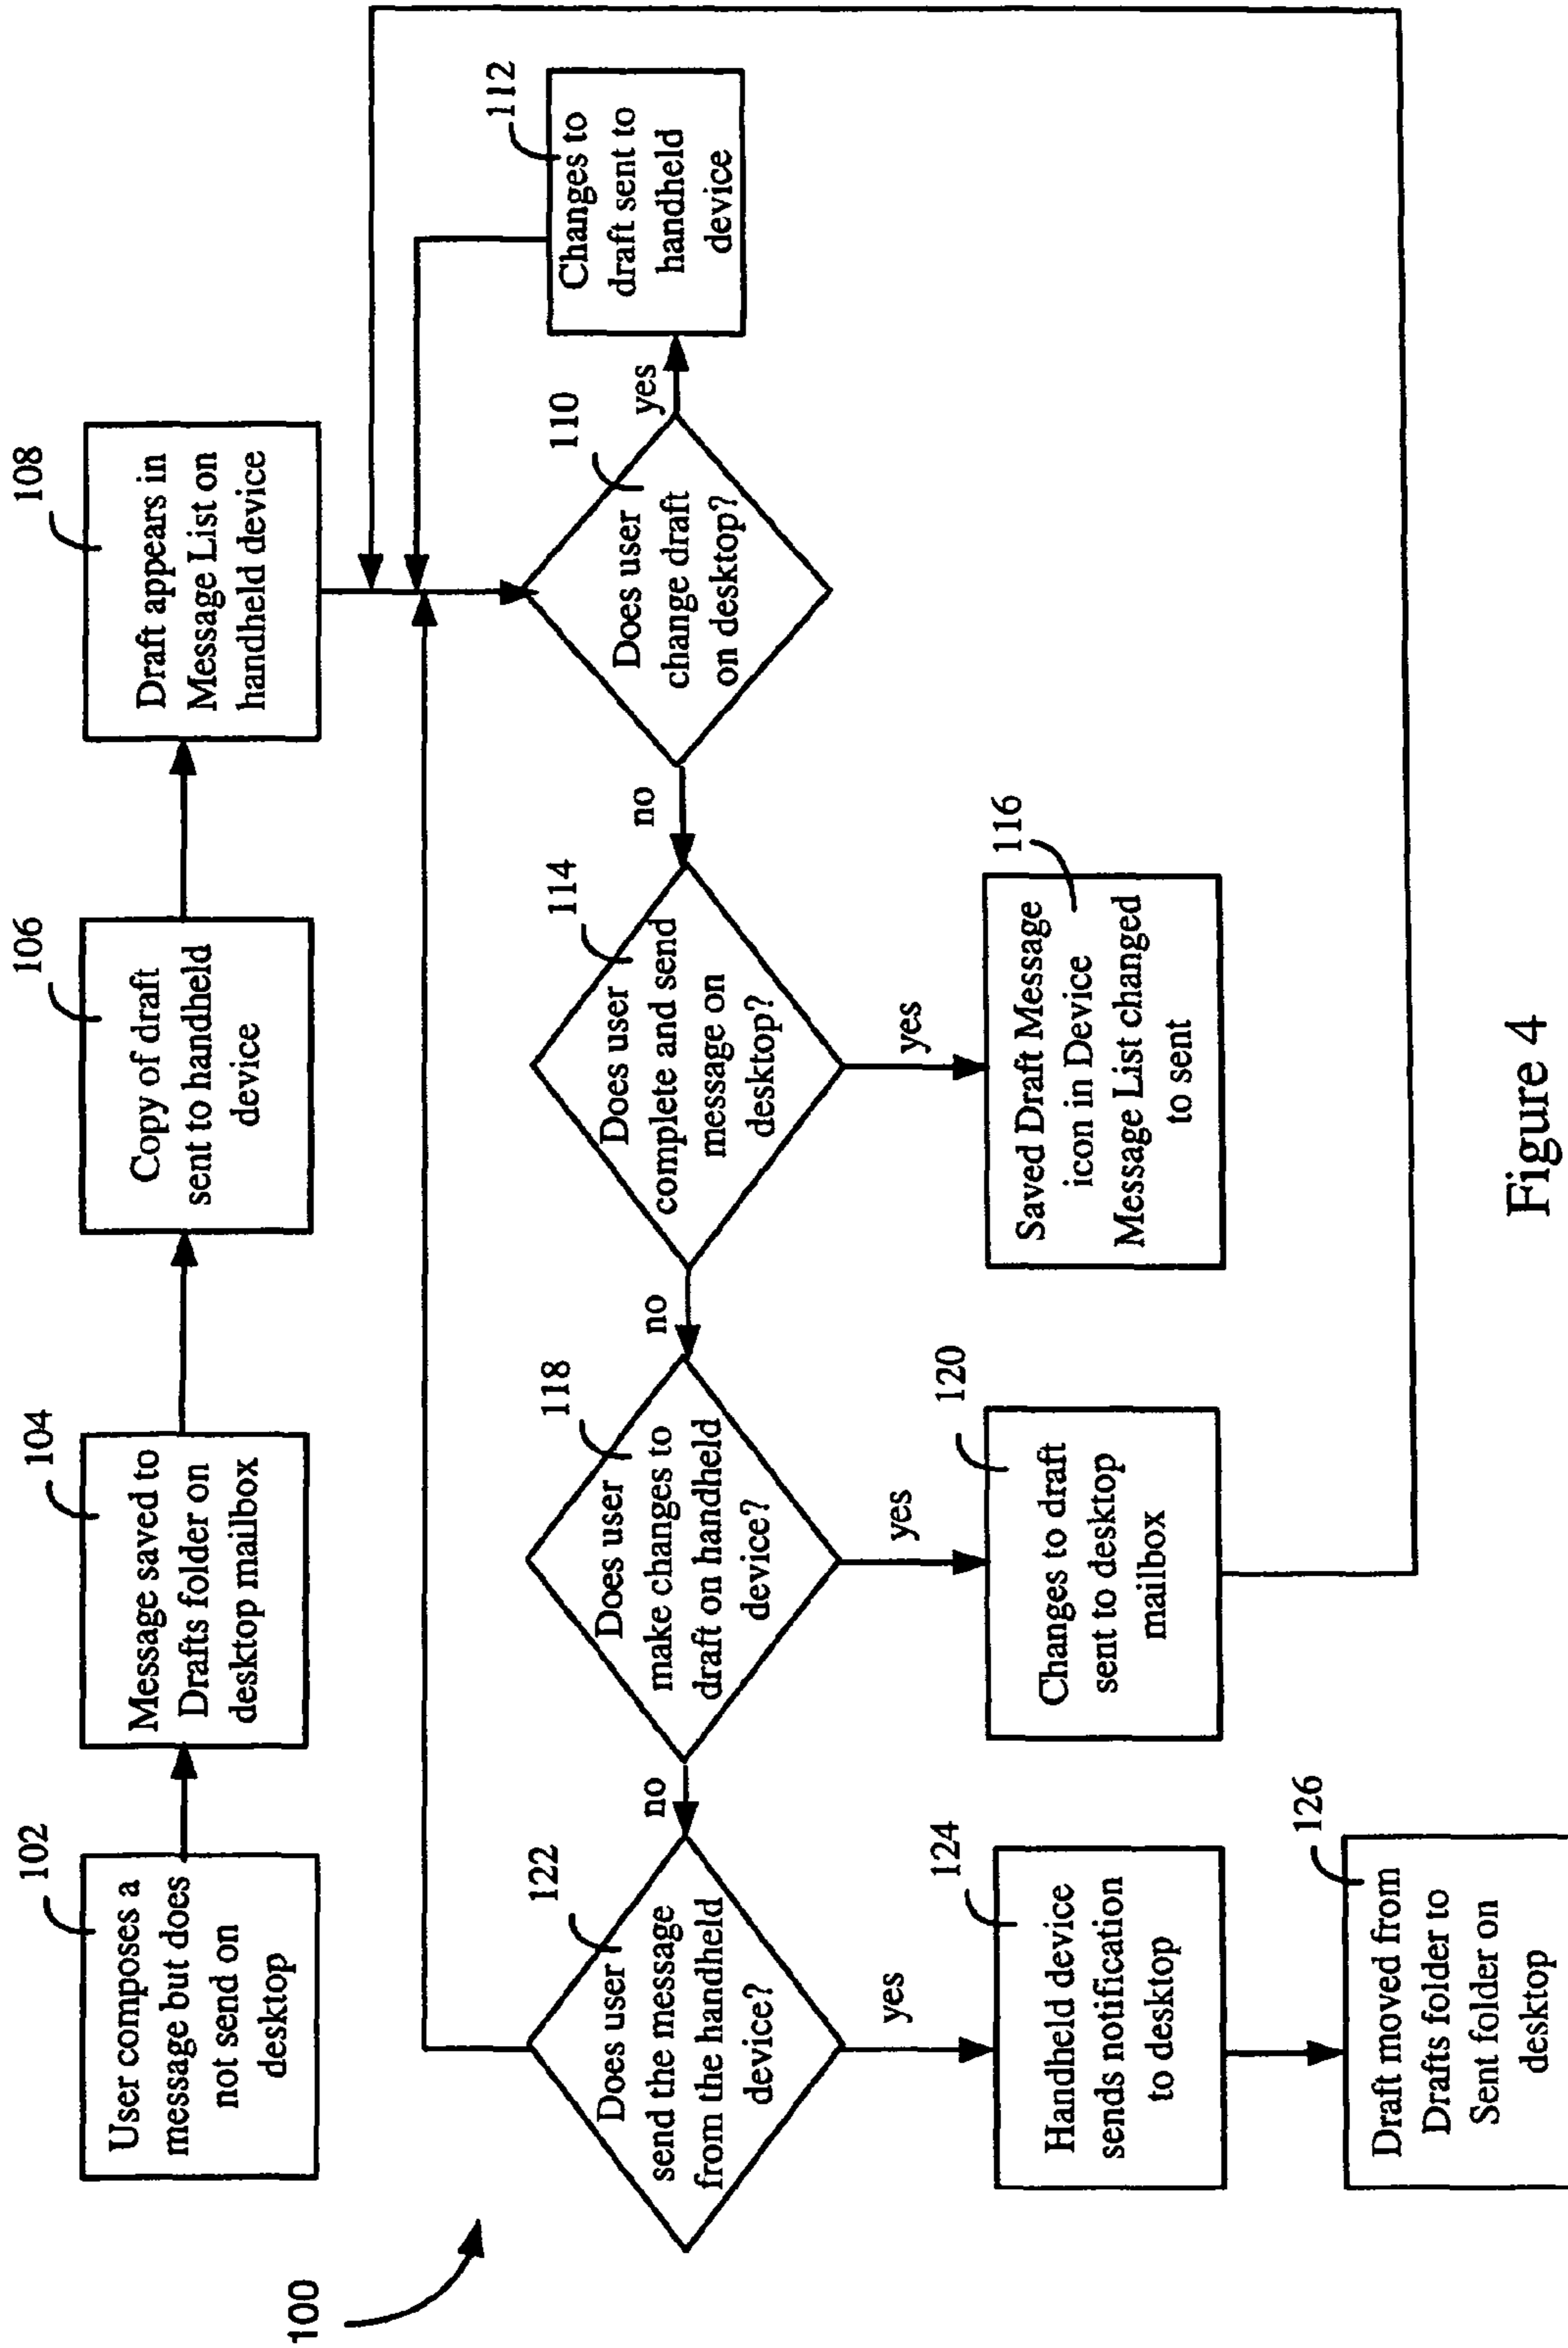 100
102
User composes a
message but does
not send on
desktop
104
Message saved to
Drafts folder on
desktop mailbox
106
Copy of draft
sent to handheld
device
108
Draft appears in
Message List on
handheld device
110
Does user
change draft
on desktop?
yes
112
Changes to
draft sent to
handheld
device
no
114
Does user
complete and send
message on
desktop?
yes
116
Saved Draft Message
icon in Device
Message List changed
to sent
no
118
Does user
make changes to
draft on handheld
device?
yes
120
Changes to draft
sent to desktop
mailbox
no
122
Does user
send the message
from the handheld
device?
yes
124
Handheld device
sends notification
to desktop
126
Draft moved from
Drafts folder to
Sent folder on
desktop
Figure 4